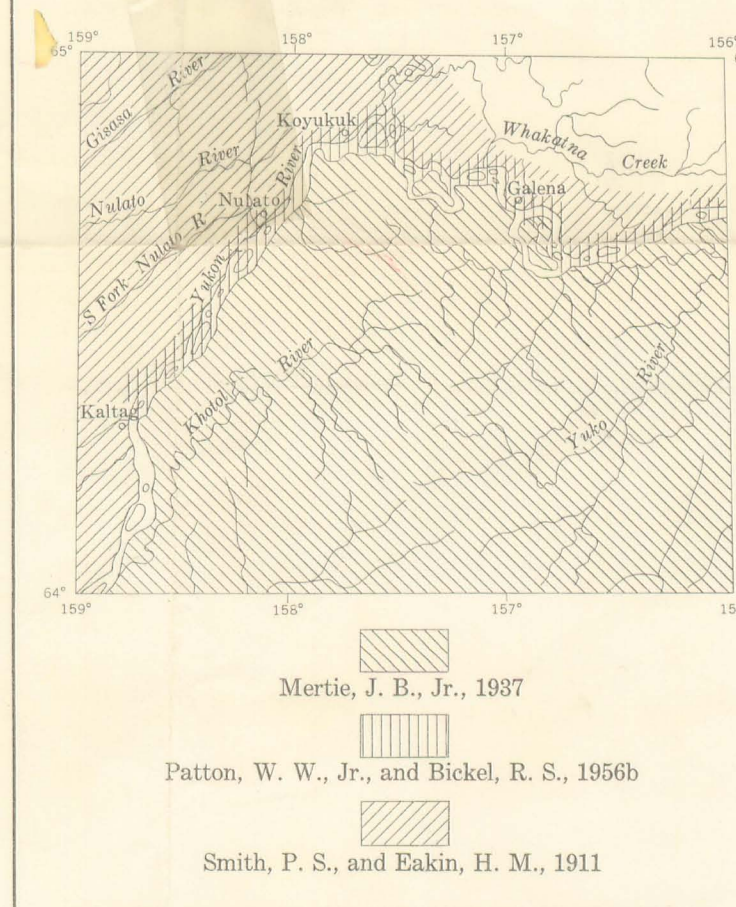 159°
158°
157°
156°
65°
Gisasa River
Koyukuk
Whakatna Creek
Nulato River
Nulato
River
Galena
S Fork Nulato R
Yukon
River
Khotol River
Kaltag
Yuko
64°
159°
158°
157°
15
Mertie, J. B., Jr., 1937
Patton, W. W., Jr., and Bickel, R. S., 1956b
Smith, P. S., and Eakin, H. M., 1911